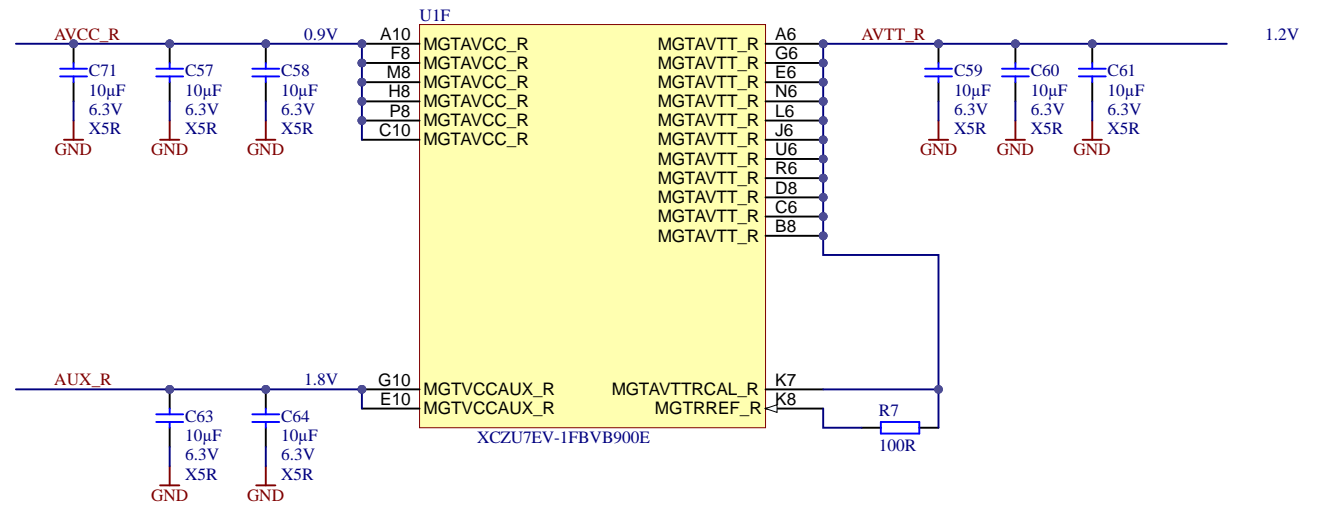 U1F
AVCC_R 0.9V A10 MGTAVCC_R MGTAVTT_R A6 AVTT_R 1.2V
F8 MGTAVCC_R MGTAVTT_R G6
M8 MGTAVCC_R MGTAVTT_R E6
H8 MGTAVCC_R MGTAVTT_R N6
P8 MGTAVCC_R MGTAVTT_R L6
C10 MGTAVCC_R MGTAVTT_R J6
MGTAVTT_R U6
MGTAVTT_R R6
MGTAVTT_R D8
MGTAVTT_R C6
MGTAVTT_R B8
C71 C57 C58 C59 C60 C61
10µF 10µF 10µF 10µF 10µF 10µF
6.3V 6.3V 6.3V 6.3V 6.3V 6.3V
X5R X5R X5R X5R X5R X5R
GND GND GND GND GND GND
AUX_R 1.8V G10 MGTVCCAUX_R MGTAVTTRCAL_R K7
E10 MGTVCCAUX_R MGTRREF_R K8
C63 C64 R7
10µF 10µF 100R
6.3V 6.3V
X5R X5R
GND GND
XCZU7EV-1FBVB900E